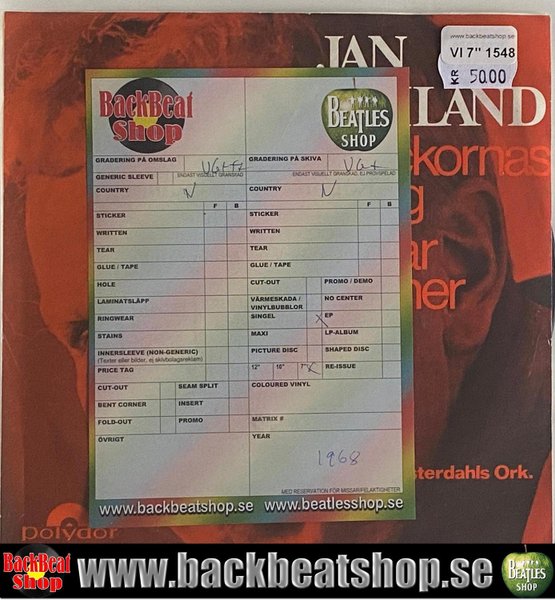 JAN
www.backbeatshop.se
VI 7" 1548
KR 50.00
BackBeat
Shop
BEATLES
SHOP
GRADERING PÅ OMSLAG VG++
ENDAST VISUELLT GRANSKAD
GENERIC SLEEVE
COUNTRY N
F B
STICKER
WRITTEN
TEAR
GLUE / TAPE
HOLE
LAMINATSLÄPP
RINGWEAR
STAINS
INNERSLEEVE (NON-GENERIC)
(Texter eller bilder, ej skivbolagsreklam)
PRICE TAG
CUT-OUT SEAM SPLIT
BENT CORNER INSERT
FOLD-OUT PROMO
ÖVRIGT
GRADERING PÅ SKIVA VG+
ENDAST VISUELLT GRANSKAD, EJ PROVSPELAD
COUNTRY N
F B
STICKER
WRITTEN
TEAR
GLUE / TAPE
CUT-OUT PROMO / DEMO
VÄRMESKADA / VINYLBUBBLOR NO CENTER
SINGEL X EP
MAXI LP-ALBUM
PICTURE DISC SHAPED DISC
12" 10" 7" X RE-ISSUE
COLOURED VINYL
MATRIX #
YEAR
1968
MED RESERVATION FÖR MISSAR/FELAKTIGHETER
www.backbeatshop.se www.beatlesshop.se
LAND
ckornas
g
ar
ner
sterdahls Ork.
polydor
BackBeat
Shop
www.backbeatshop.se
BEATLES
SHOP